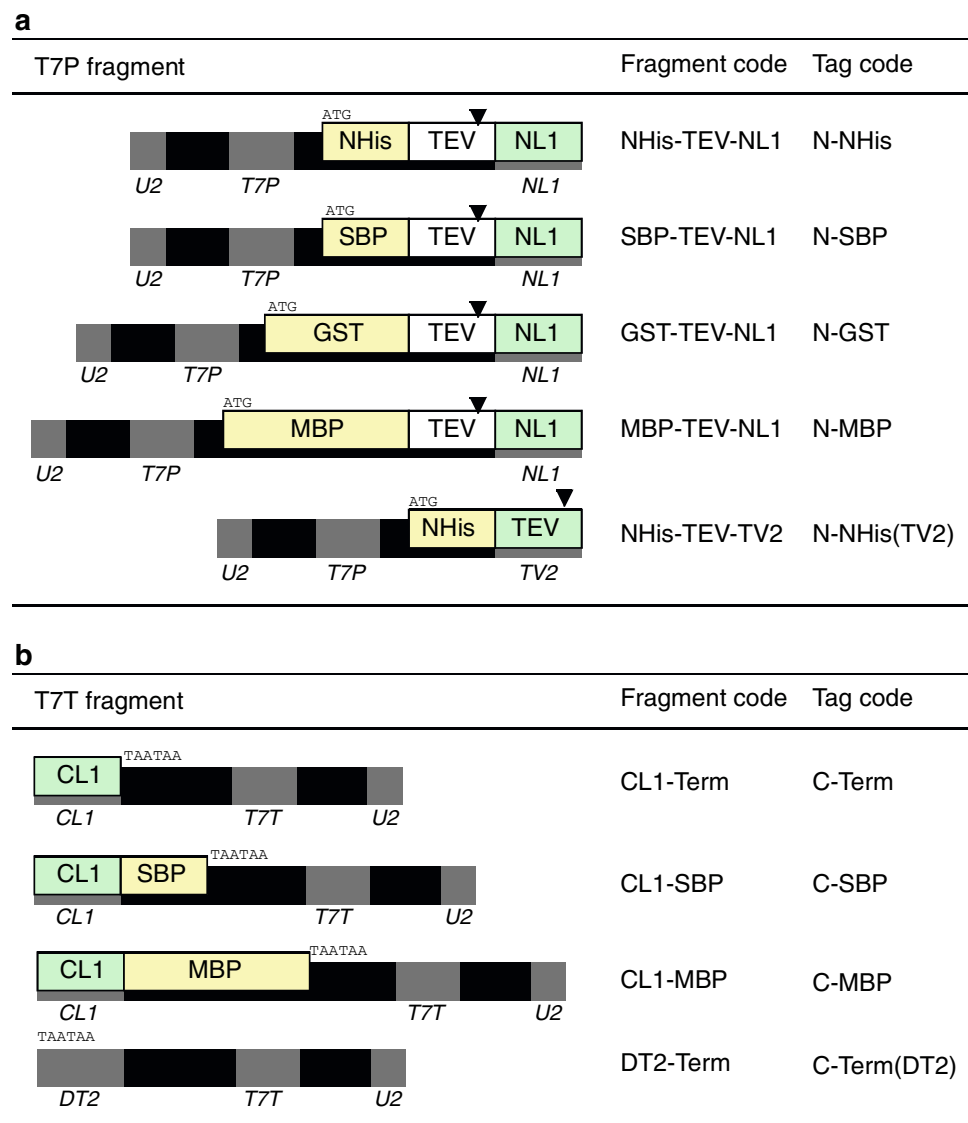 a
T7P fragment Fragment code Tag code
ATG
NHis TEV NL1 NHis-TEV-NL1 N-NHis
U2 T7P NL1
ATG
SBP TEV NL1 SBP-TEV-NL1 N-SBP
U2 T7P NL1
ATG
GST TEV NL1 GST-TEV-NL1 N-GST
U2 T7P NL1
ATG
MBP TEV NL1 MBP-TEV-NL1 N-MBP
U2 T7P NL1
ATG
NHis TEV NHis-TEV-TV2 N-NHis(TV2)
U2 T7P TV2
b
T7T fragment Fragment code Tag code
TAATAA
CL1 CL1-Term C-Term
CL1 T7T U2
TAATAA
CL1 SBP CL1-SBP C-SBP
CL1 T7T U2
TAATAA
CL1 MBP CL1-MBP C-MBP
CL1 T7T U2
TAATAA
DT2-Term C-Term(DT2)
DT2 T7T U2